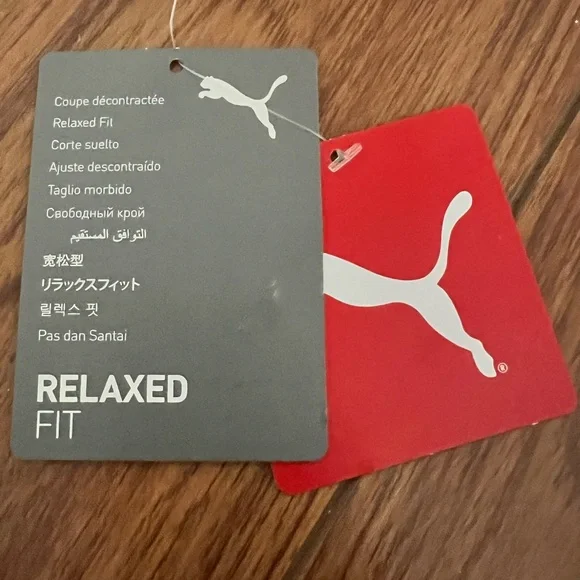 Coupe décontractée
Relaxed Fit
Corte suelto
Ajuste descontraído
Taglio morbido
Свободный крой
التوافق المستقيم
宽松型
リラックスフィット
릴렉스 핏
Pas dan Santai
RELAXED
FIT
®